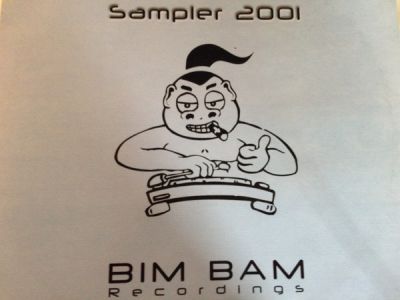 Sampler 2001
BIM BAM
Recordings